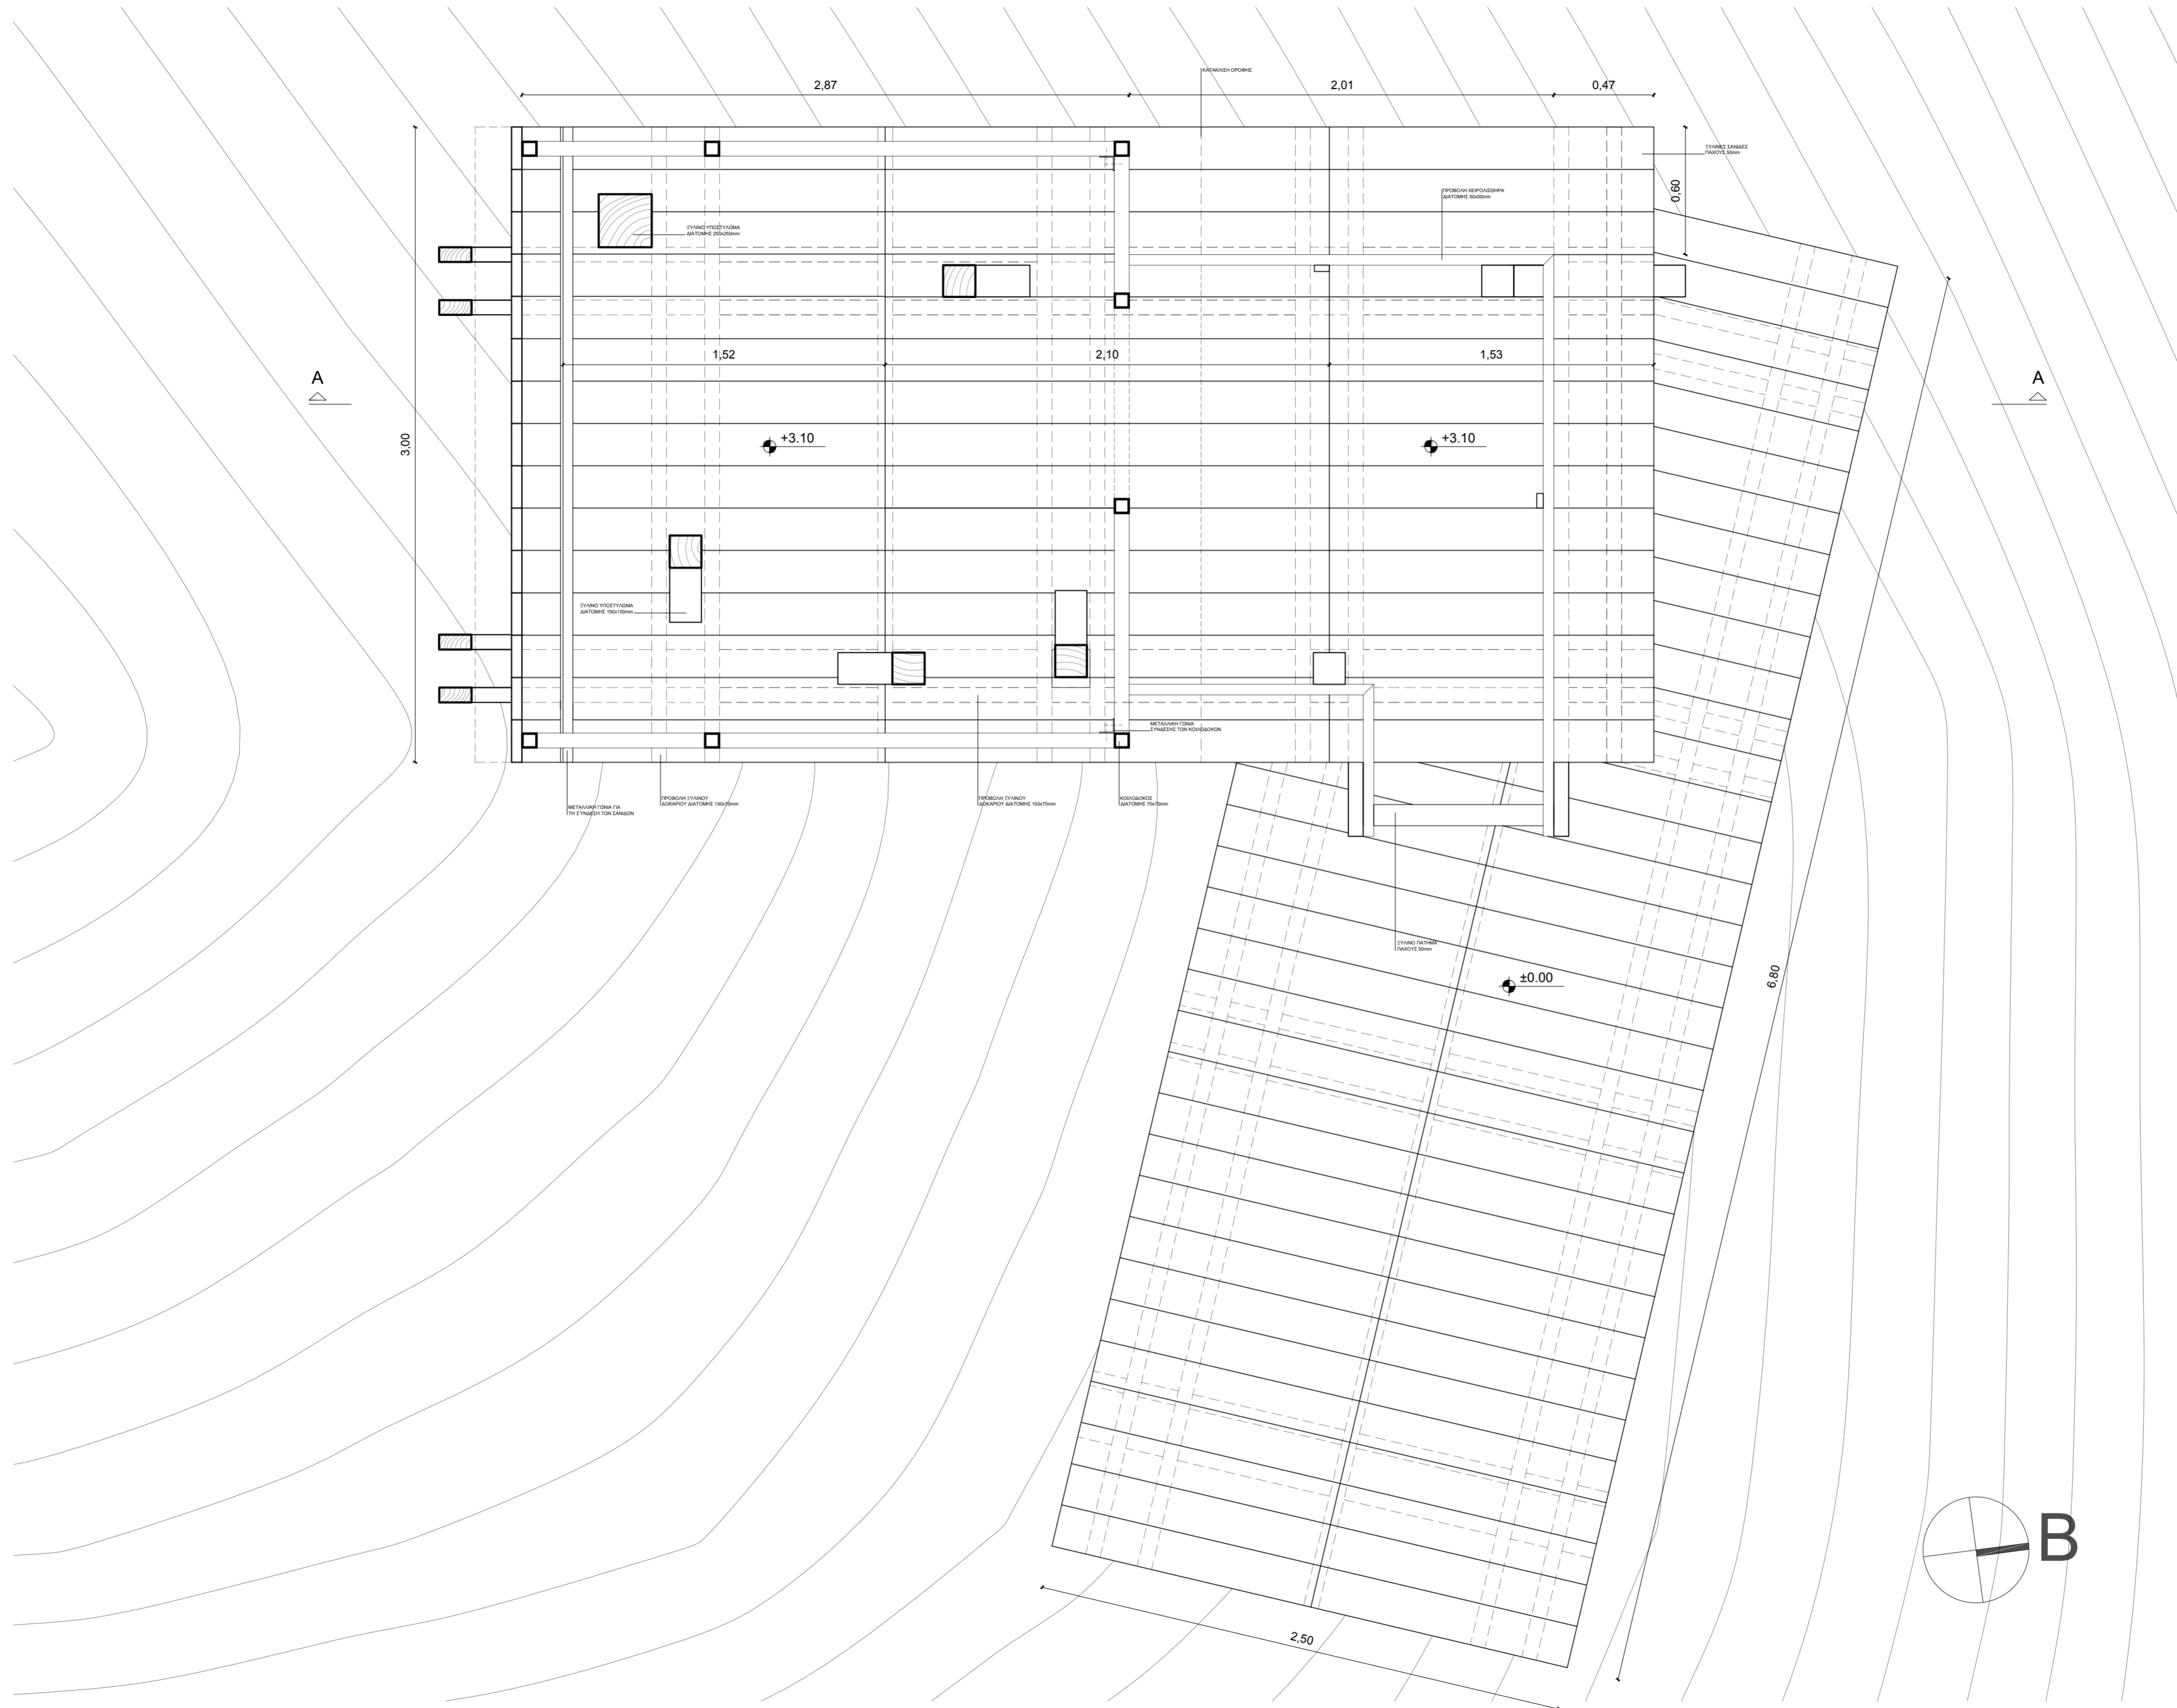 2,87
2,01
0,47
ΚΑΤΑΚΛΙΣΗ ΟΡΟΦΗΣ
ΞΥΛΙΝΕΣ ΣΑΝΙΔΕΣ
ΠΑΧΟΥΣ 50mm
0,60
ΠΡΟΒΟΛΗ ΧΕΙΡΟΛΙΣΘΗΡΑ
ΔΙΑΤΟΜΗΣ 50x50mm
ΞΥΛΙΝΟ ΥΠΟΣΤΥΛΩΜΑ
ΔΙΑΤΟΜΗΣ 250x250mm
1,52
2,10
1,53
A
A
3,00
+3.10
+3.10
ΞΥΛΙΝΟ ΥΠΟΣΤΥΛΩΜΑ
ΔΙΑΤΟΜΗΣ 150x150mm
ΜΕΤΑΛΛΙΚΗ ΓΩΝΙΑ
ΣΥΝΔΕΣΗΣ ΤΩΝ ΚΟΙΛΟΔΟΚΩΝ
ΜΕΤΑΛΛΙΚΗ ΓΩΝΙΑ ΓΙΑ
ΤΗ ΣΎΝΔΕΣΗ ΤΩΝ ΣΑΝΙΔΩΝ
ΠΡΟΒΟΛΗ ΞΥΛΙΝΟΥ
ΔΟΚΑΡΙΟΥ ΔΙΑΤΟΜΗΣ 150x70mm
ΠΡΟΒΟΛΗ ΞΥΛΙΝΟΥ
ΔΟΚΑΡΙΟΥ ΔΙΑΤΟΜΗΣ 150x70mm
ΚΟΙΛΟΔΟΚΟΣ
ΔΙΑΤΟΜΗΣ 70x70mm
ΞΥΛΙΝΟ ΠΑΤΗΜΑ
ΠΑΧΟΥΣ 50mm
±0.00
6,80
B
2,50